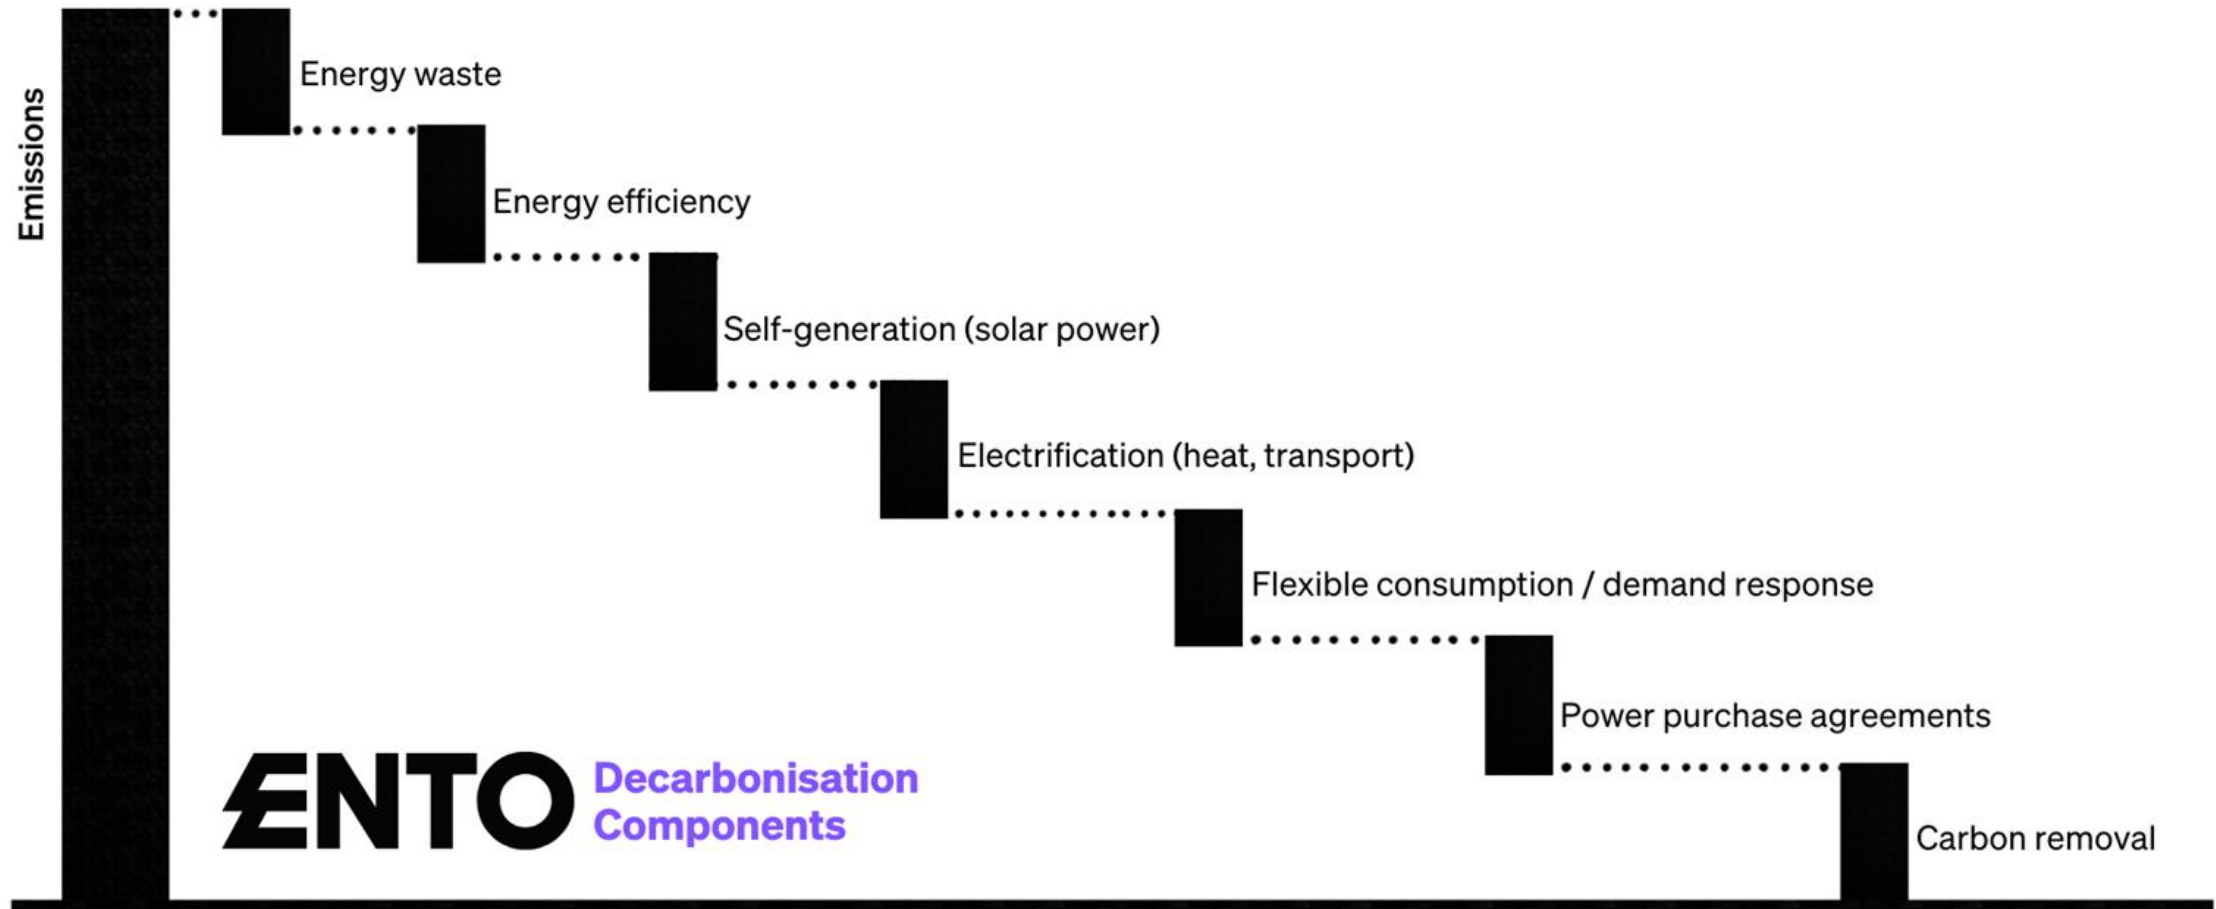 Emissions
Energy waste
Energy efficiency
Self-generation (solar power)
Electrification (heat, transport)
Flexible consumption / demand response
Power purchase agreements
Carbon removal
ENTO
Decarbonisation
Components